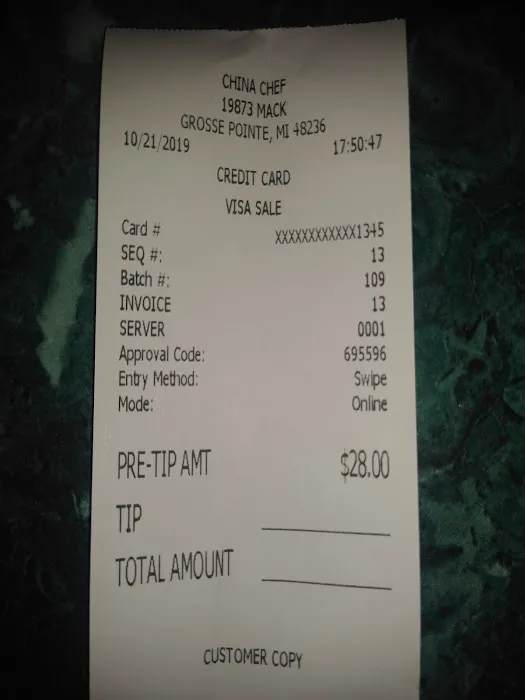 CHINA CHEF
19873 MACK
GROSSE POINTE, MI 48236
10/21/2019 17:50:47
CREDIT CARD
VISA SALE
Card # XXXXXXXXXXXX1345
SEQ #: 13
Batch #: 109
INVOICE 13
SERVER 0001
Approval Code: 695596
Entry Method: Swipe
Mode: Online
PRE-TIP AMT $28.00
TIP
TOTAL AMOUNT
CUSTOMER COPY